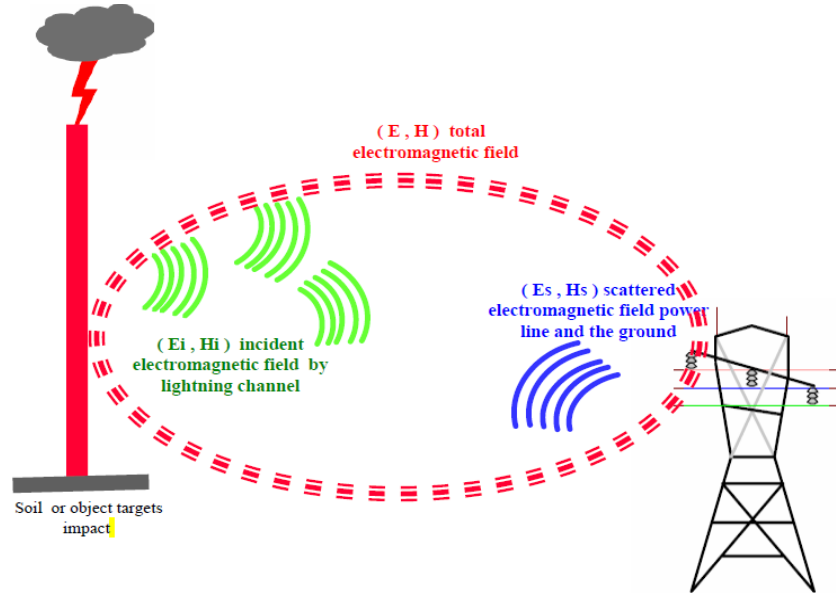 ( E , H )  total
electromagnetic field
( Es , Hs ) scattered
electromagnetic field power
line and the ground
( Ei , Hi )  incident
electromagnetic field  by
lightning channel
Soil  or object targets
impact